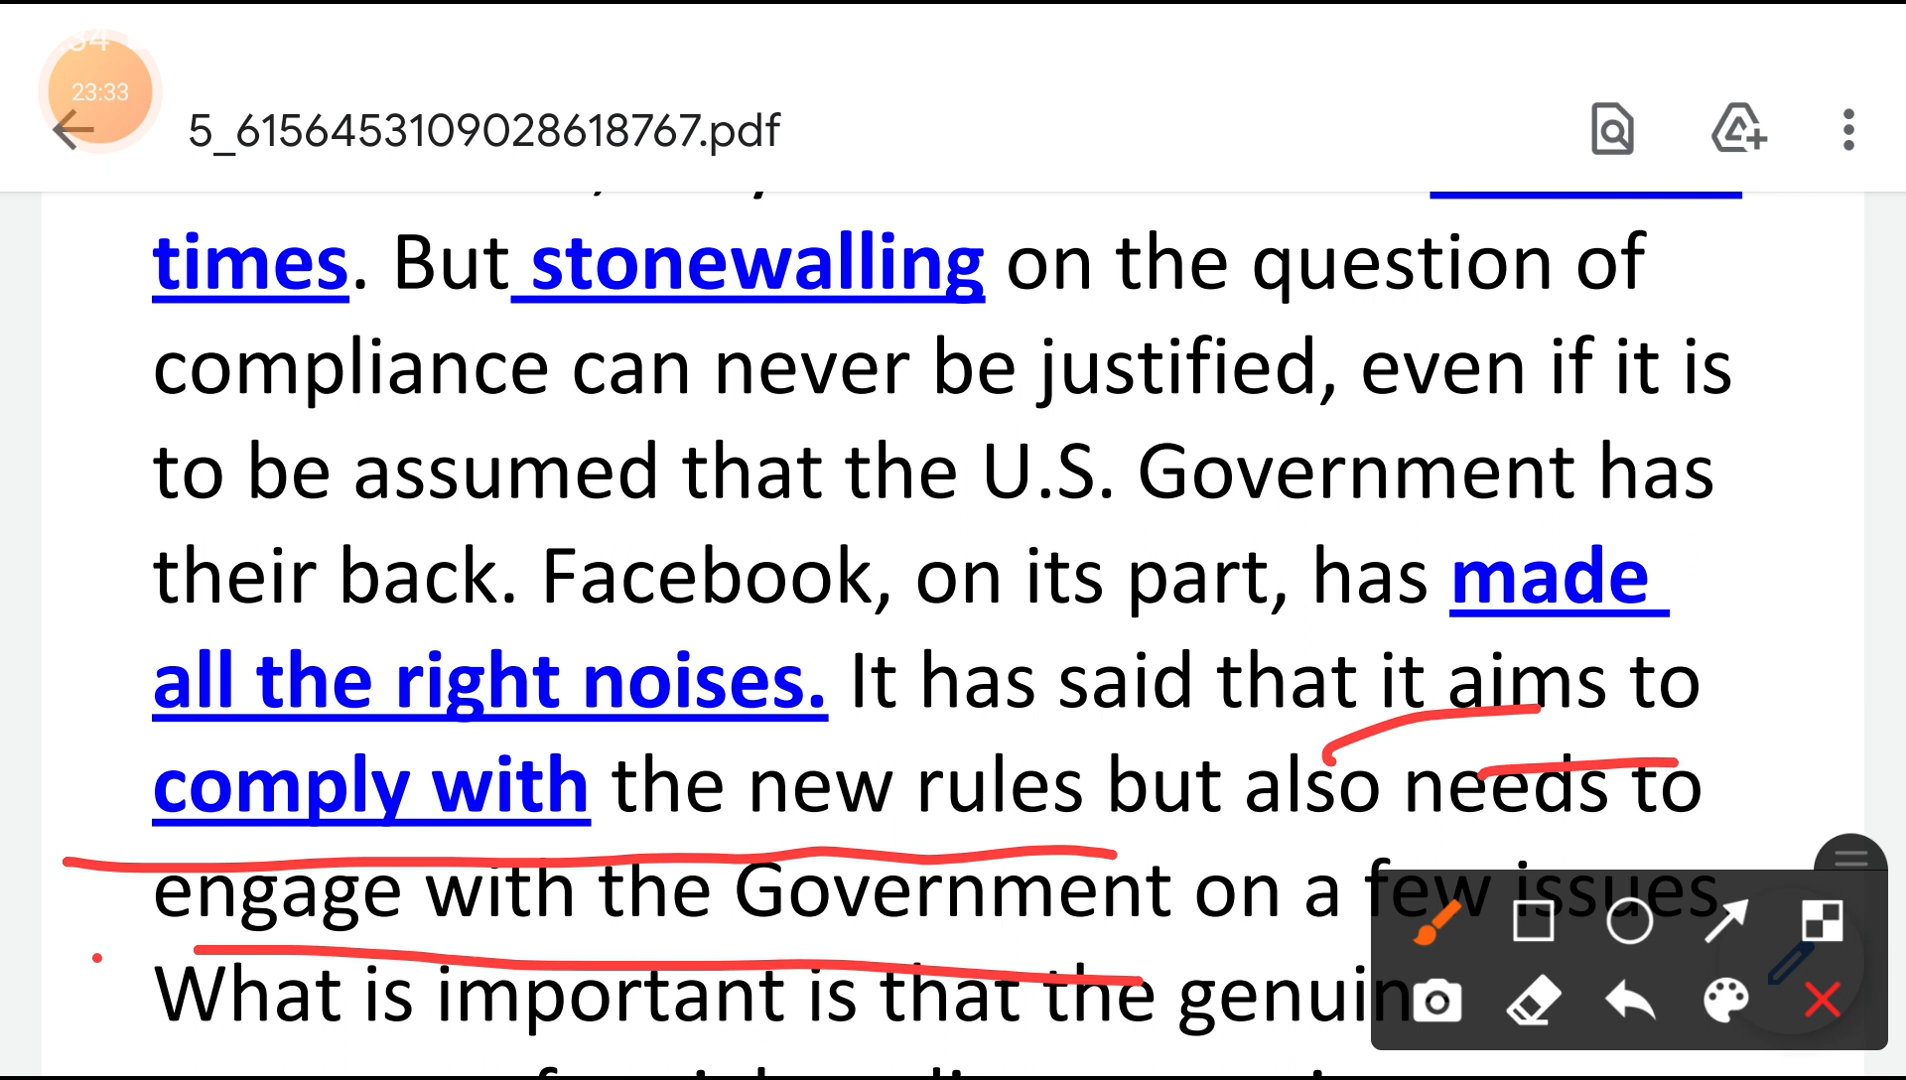 23:33
5_6156453109028618767.pdf
times. But stonewalling on the question of
compliance can never be justified, even if it is
to be assumed that the U.S. Government has
their back. Facebook, on its part, has made
all the right noises. It has said that it aims to
comply with the new rules but also needs to
engage with the Government on a few issues
What is important is that the genuin